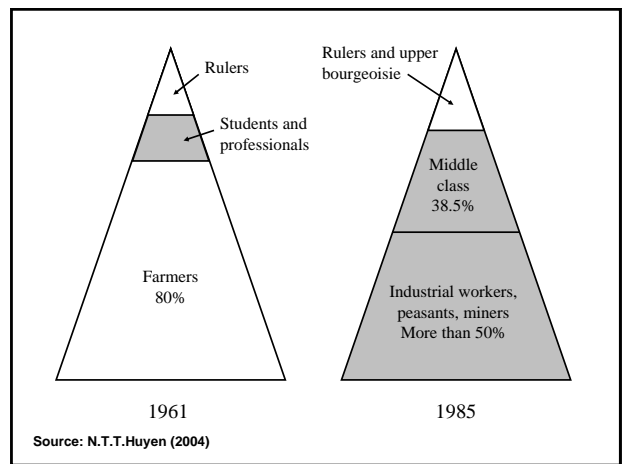 Rulers
Students and
professionals
Farmers
80%
1961
Rulers and upper
bourgeoisie
Middle
class
38.5%
Industrial workers,
peasants, miners
More than 50%
1985
Source: N.T.T.Huyen (2004)